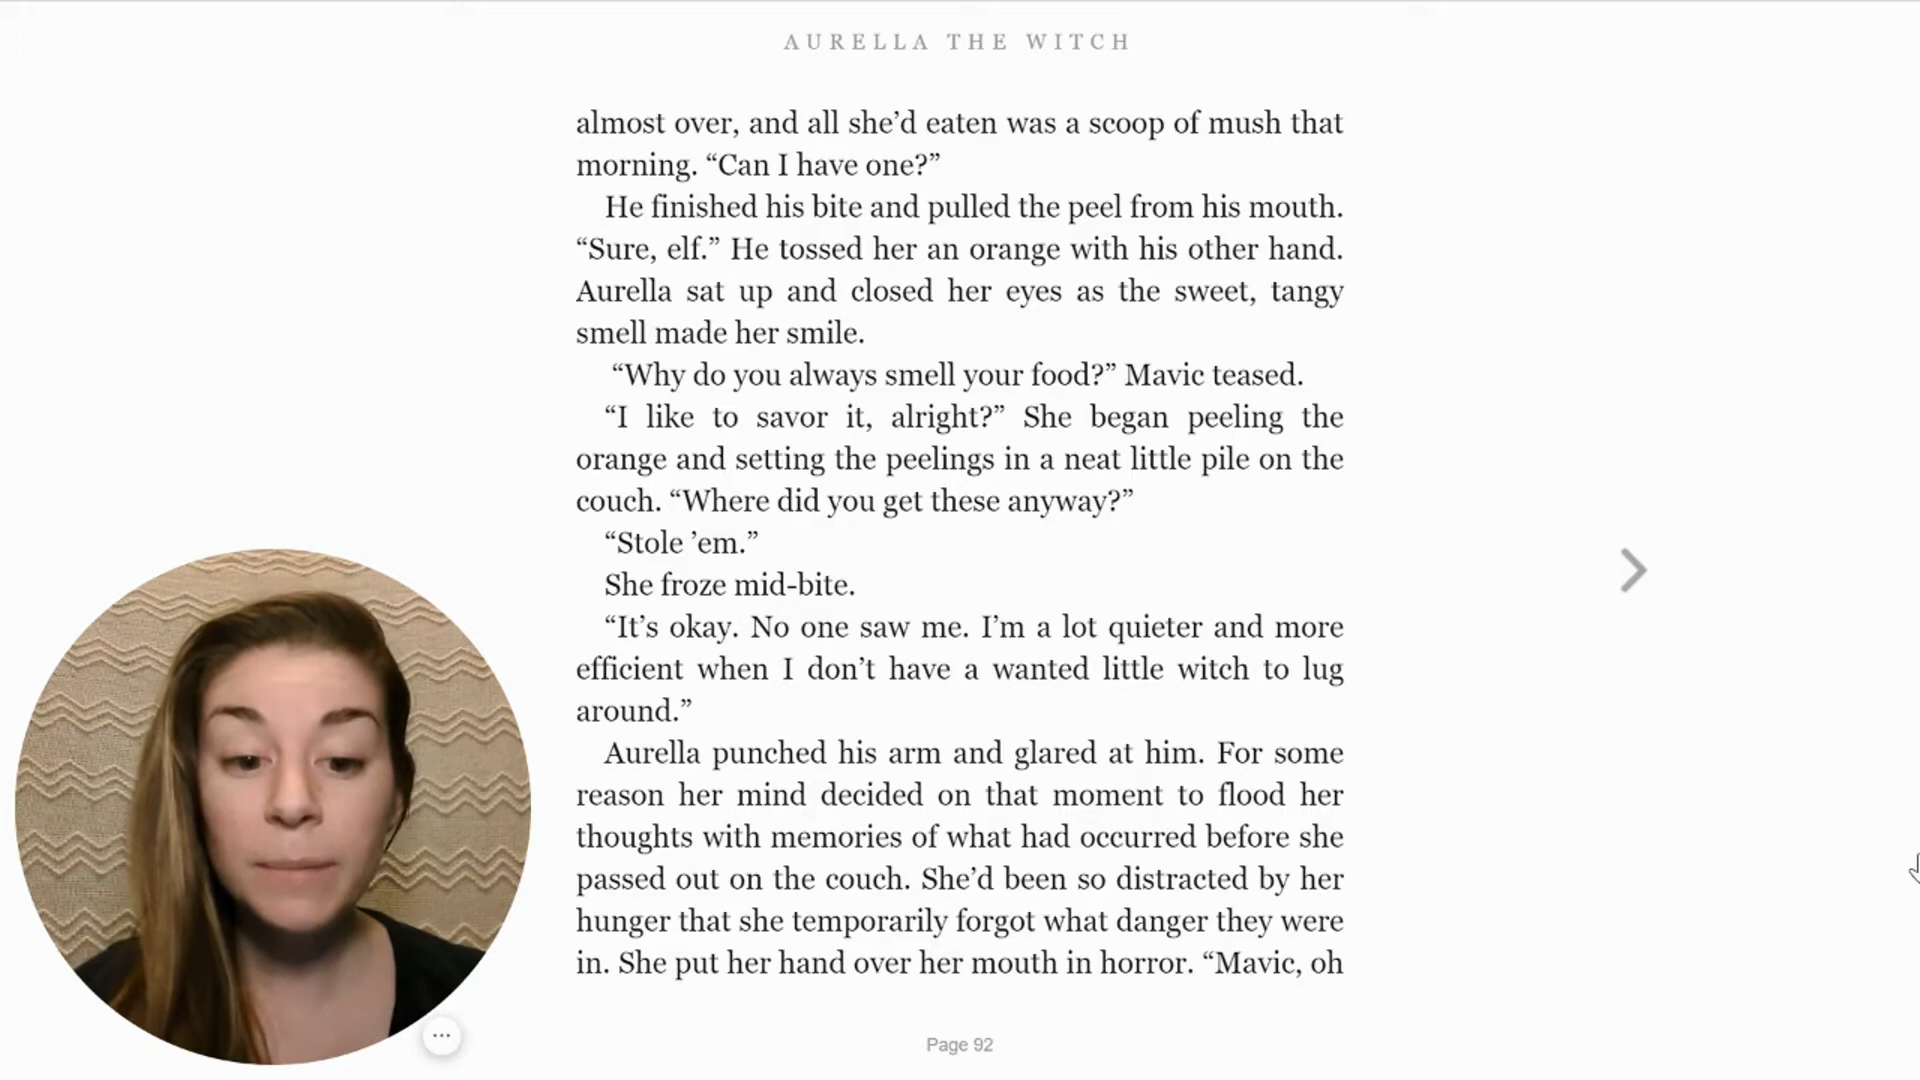 AURELLA THE WITCH
almost over, and all she’d eaten was a scoop of mush that
morning. “Can I have one?”
He finished his bite and pulled the peel from his mouth.
“Sure, elf.” He tossed her an orange with his other hand.
Aurella sat up and closed her eyes as the sweet, tangy
smell made her smile.
“Why do you always smell your food?” Mavic teased.
“I like to savor it, alright?” She began peeling the
orange and setting the peelings in a neat little pile on the
couch. “Where did you get these anyway?”
“Stole ’em.”
She froze mid-bite.
“It’s okay. No one saw me. I’m a lot quieter and more
efficient when I don’t have a wanted little witch to lug
around.”
Aurella punched his arm and glared at him. For some
reason her mind decided on that moment to flood her
thoughts with memories of what had occurred before she
passed out on the couch. She’d been so distracted by her
hunger that she temporarily forgot what danger they were
in. She put her hand over her mouth in horror. “Mavic, oh
Page 92